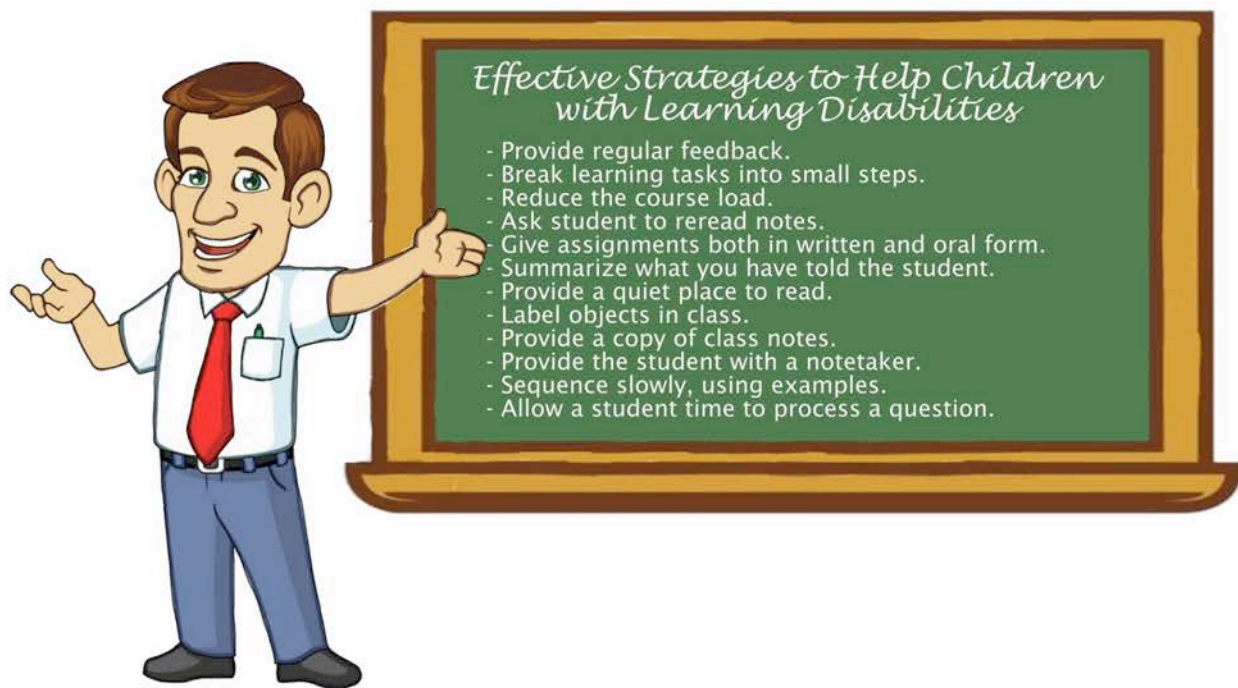 Effective Strategies to Help Children
with Learning Disabilities
- Provide regular feedback.
- Break learning tasks into small steps.
- Reduce the course load.
- Ask student to reread notes.
- Give assignments both in written and oral form.
- Summarize what you have told the student.
- Provide a quiet place to read.
- Label objects in class.
- Provide a copy of class notes.
- Provide the student with a notetaker.
- Sequence slowly, using examples.
- Allow a student time to process a question.